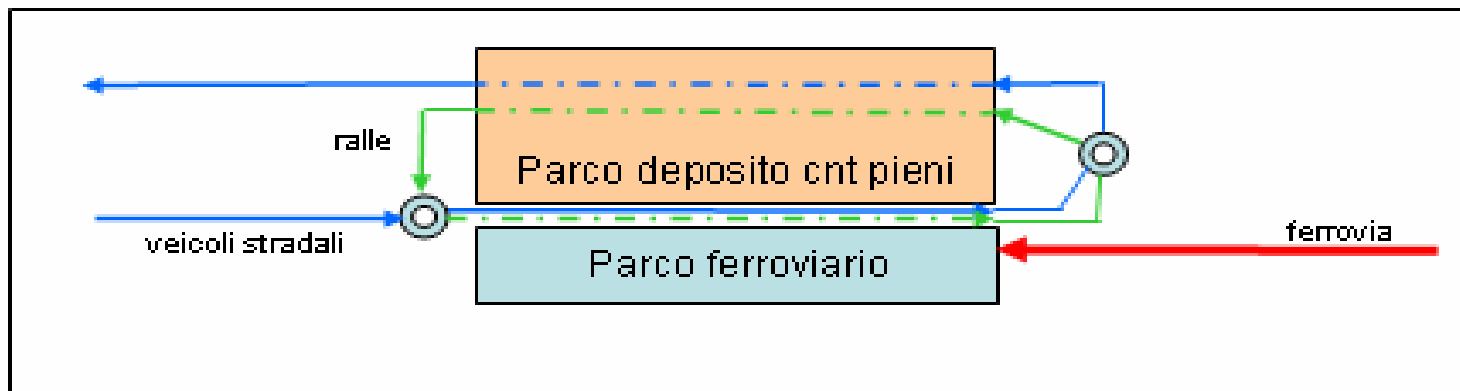 ralle
Parco deposito cnt pieni
veicoli stradali
ferrovia
Parco ferroviario